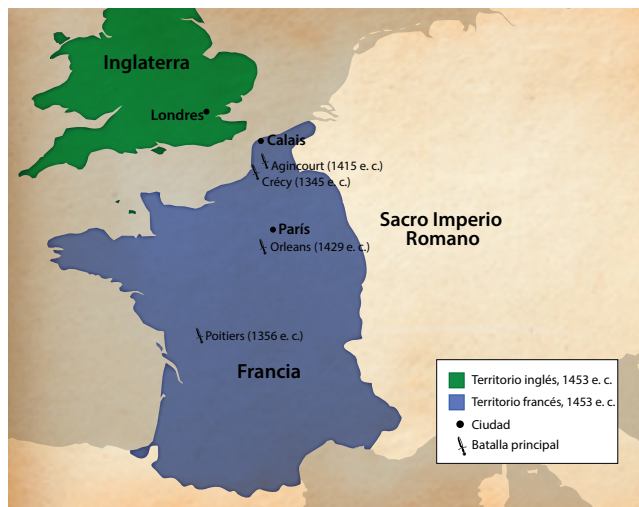 Inglaterra
Londres
Calais
Agincourt (1415 e. c.)
Crécy (1345 e. c.)
París
Orleans (1429 e. c.)
Sacro Imperio
Romano
Poitiers (1356 e. c.)
Francia
Territorio inglés, 1453 e. c.
Territorio francés, 1453 e. c.
Ciudad
Batalla principal